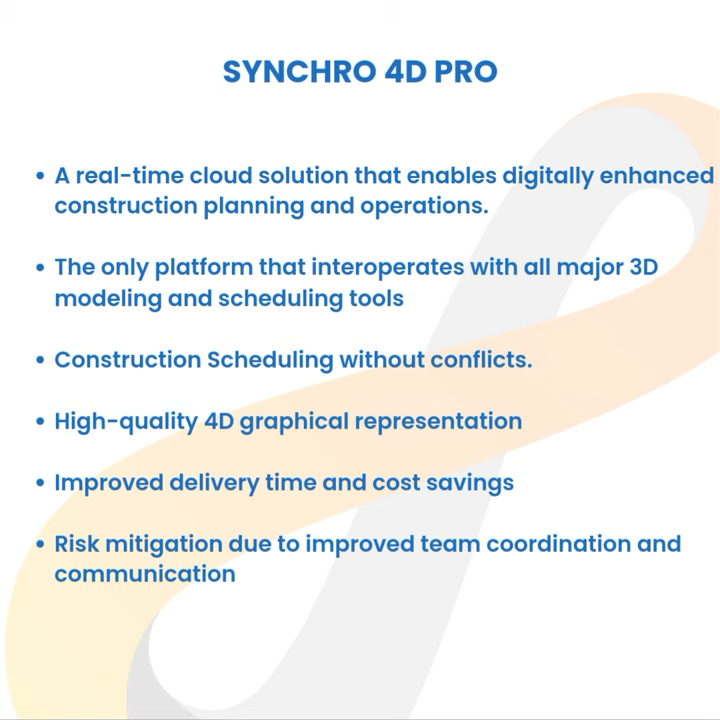 SYNCHRO 4D PRO
• A real-time cloud solution that enables digitally enhanced
construction planning and operations.
• The only platform that interoperates with all major 3D
modeling and scheduling tools
• Construction Scheduling without conflicts.
• High-quality 4D graphical representation
• Improved delivery time and cost savings
• Risk mitigation due to improved team coordination and
communication